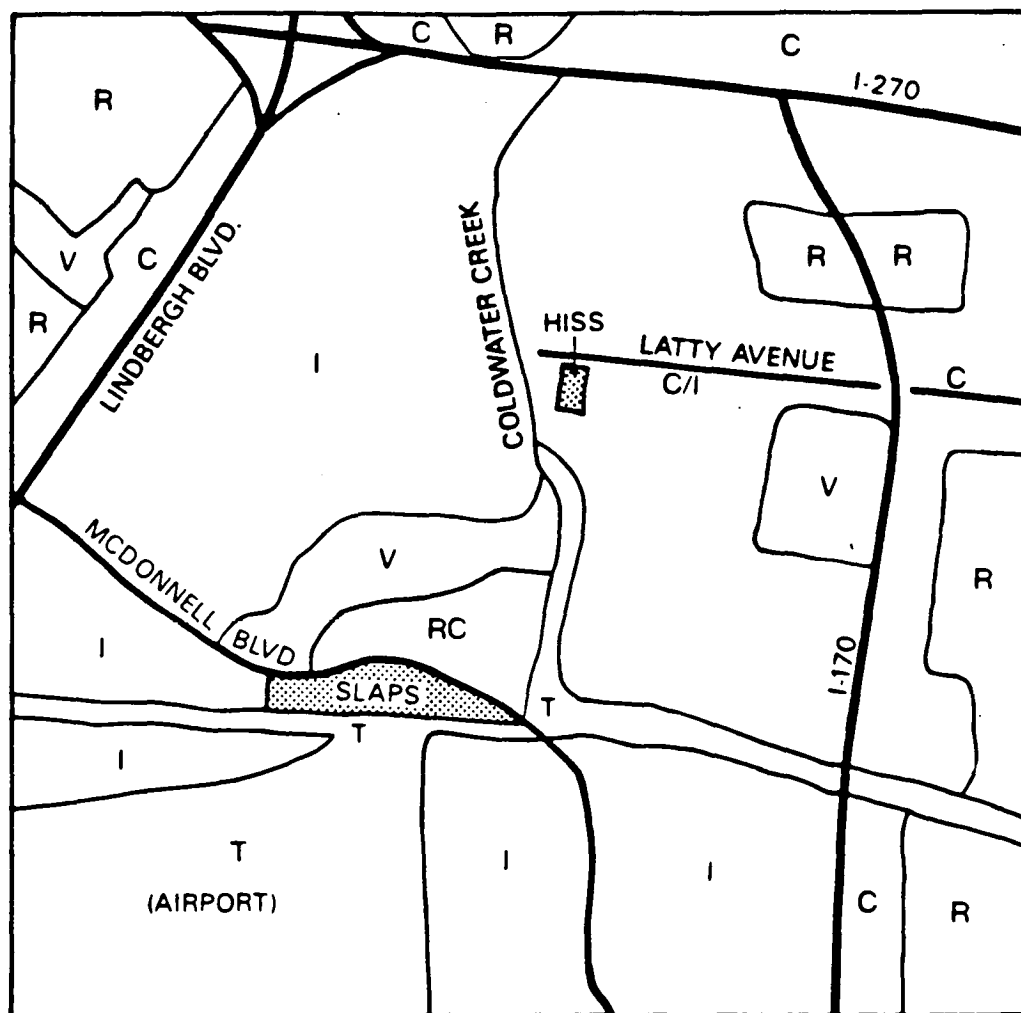 C
R
C
I-270
R
LINDBERGH BLVD.
COLDWATER CREEK
V
C
R
R
R
HISS
LATTY AVENUE
C/I
C
I
V
MCDONNELL BLVD
V
R
I
RC
SLAPS
T
T
I-170
I
T
(AIRPORT)
I
I
C
R